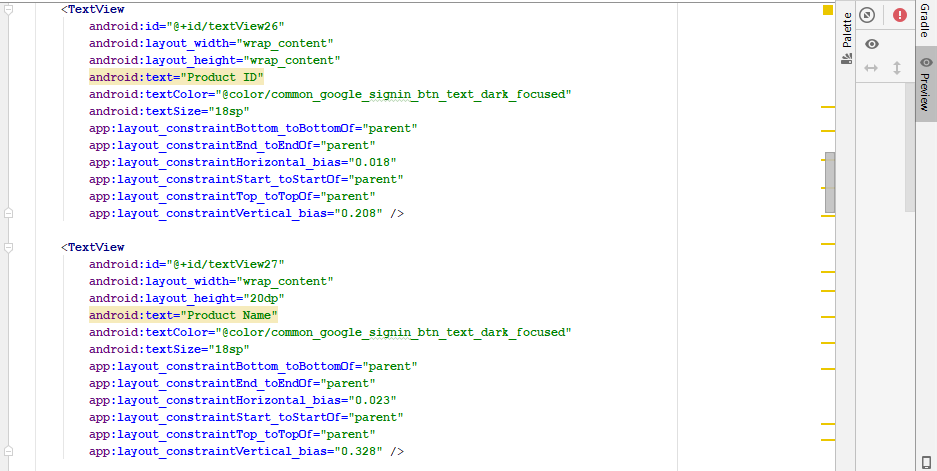 <TextView
android:id="@+id/textView26"
android:layout_width="wrap_content"
android:layout_height="wrap_content"
android:text="Product ID"
android:textColor="@color/common_google_signin_btn_text_dark_focused"
android:textSize="18sp"
app:layout_constraintBottom_toBottomOf="parent"
app:layout_constraintEnd_toEndOf="parent"
app:layout_constraintHorizontal_bias="0.018"
app:layout_constraintStart_toStartOf="parent"
app:layout_constraintTop_toTopOf="parent"
app:layout_constraintVertical_bias="0.208" />
<TextView
android:id="@+id/textView27"
android:layout_width="wrap_content"
android:layout_height="20dp"
android:text="Product Name"
android:textColor="@color/common_google_signin_btn_text_dark_focused"
android:textSize="18sp"
app:layout_constraintBottom_toBottomOf="parent"
app:layout_constraintEnd_toEndOf="parent"
app:layout_constraintHorizontal_bias="0.023"
app:layout_constraintStart_toStartOf="parent"
app:layout_constraintTop_toTopOf="parent"
app:layout_constraintVertical_bias="0.328" />
Palette
Gradle
Preview